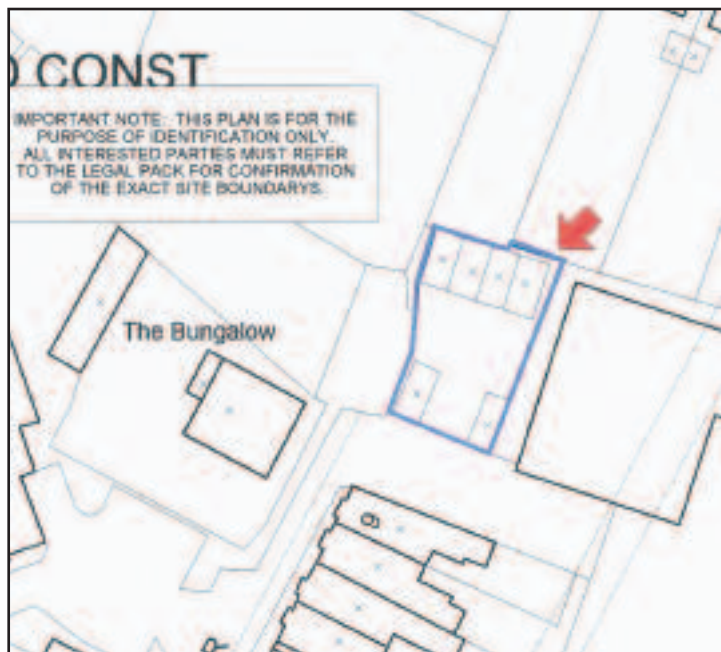 CONST
IMPORTANT NOTE: THIS PLAN IS FOR THE
PURPOSE OF IDENTIFICATION ONLY.
ALL INTERESTED PARTIES MUST REFER
TO THE LEGAL PACK FOR CONFIRMATION
OF THE EXACT SITE BOUNDARYS.
The Bungalow
9